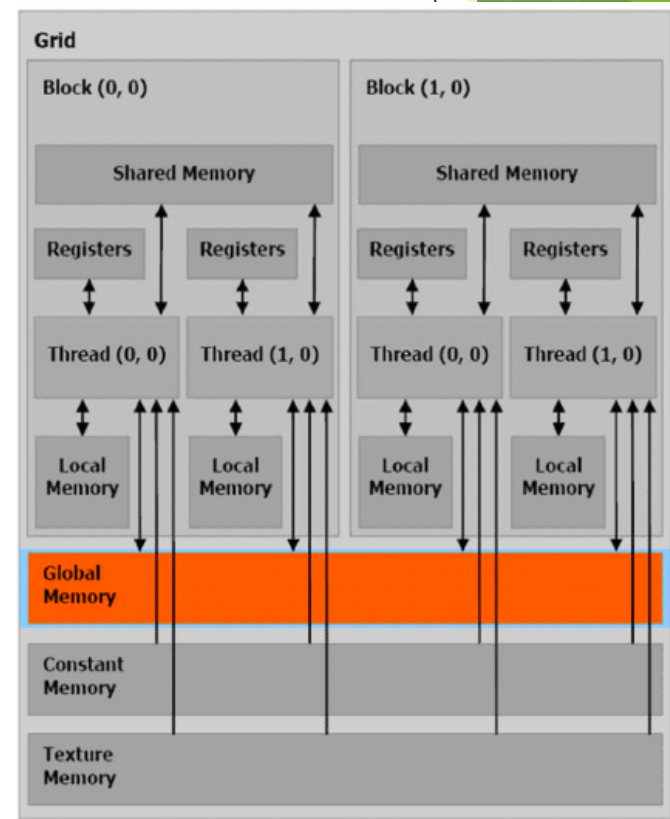 Grid
Block (0, 0)
Block (1, 0)
Shared Memory
Shared Memory
Registers
Registers
Registers
Registers
Thread (0, 0)
Thread (1, 0)
Thread (0, 0)
Thread (1, 0)
Local
Memory
Local
Memory
Local
Memory
Local
Memory
Global
Memory
Constant
Memory
Texture
Memory